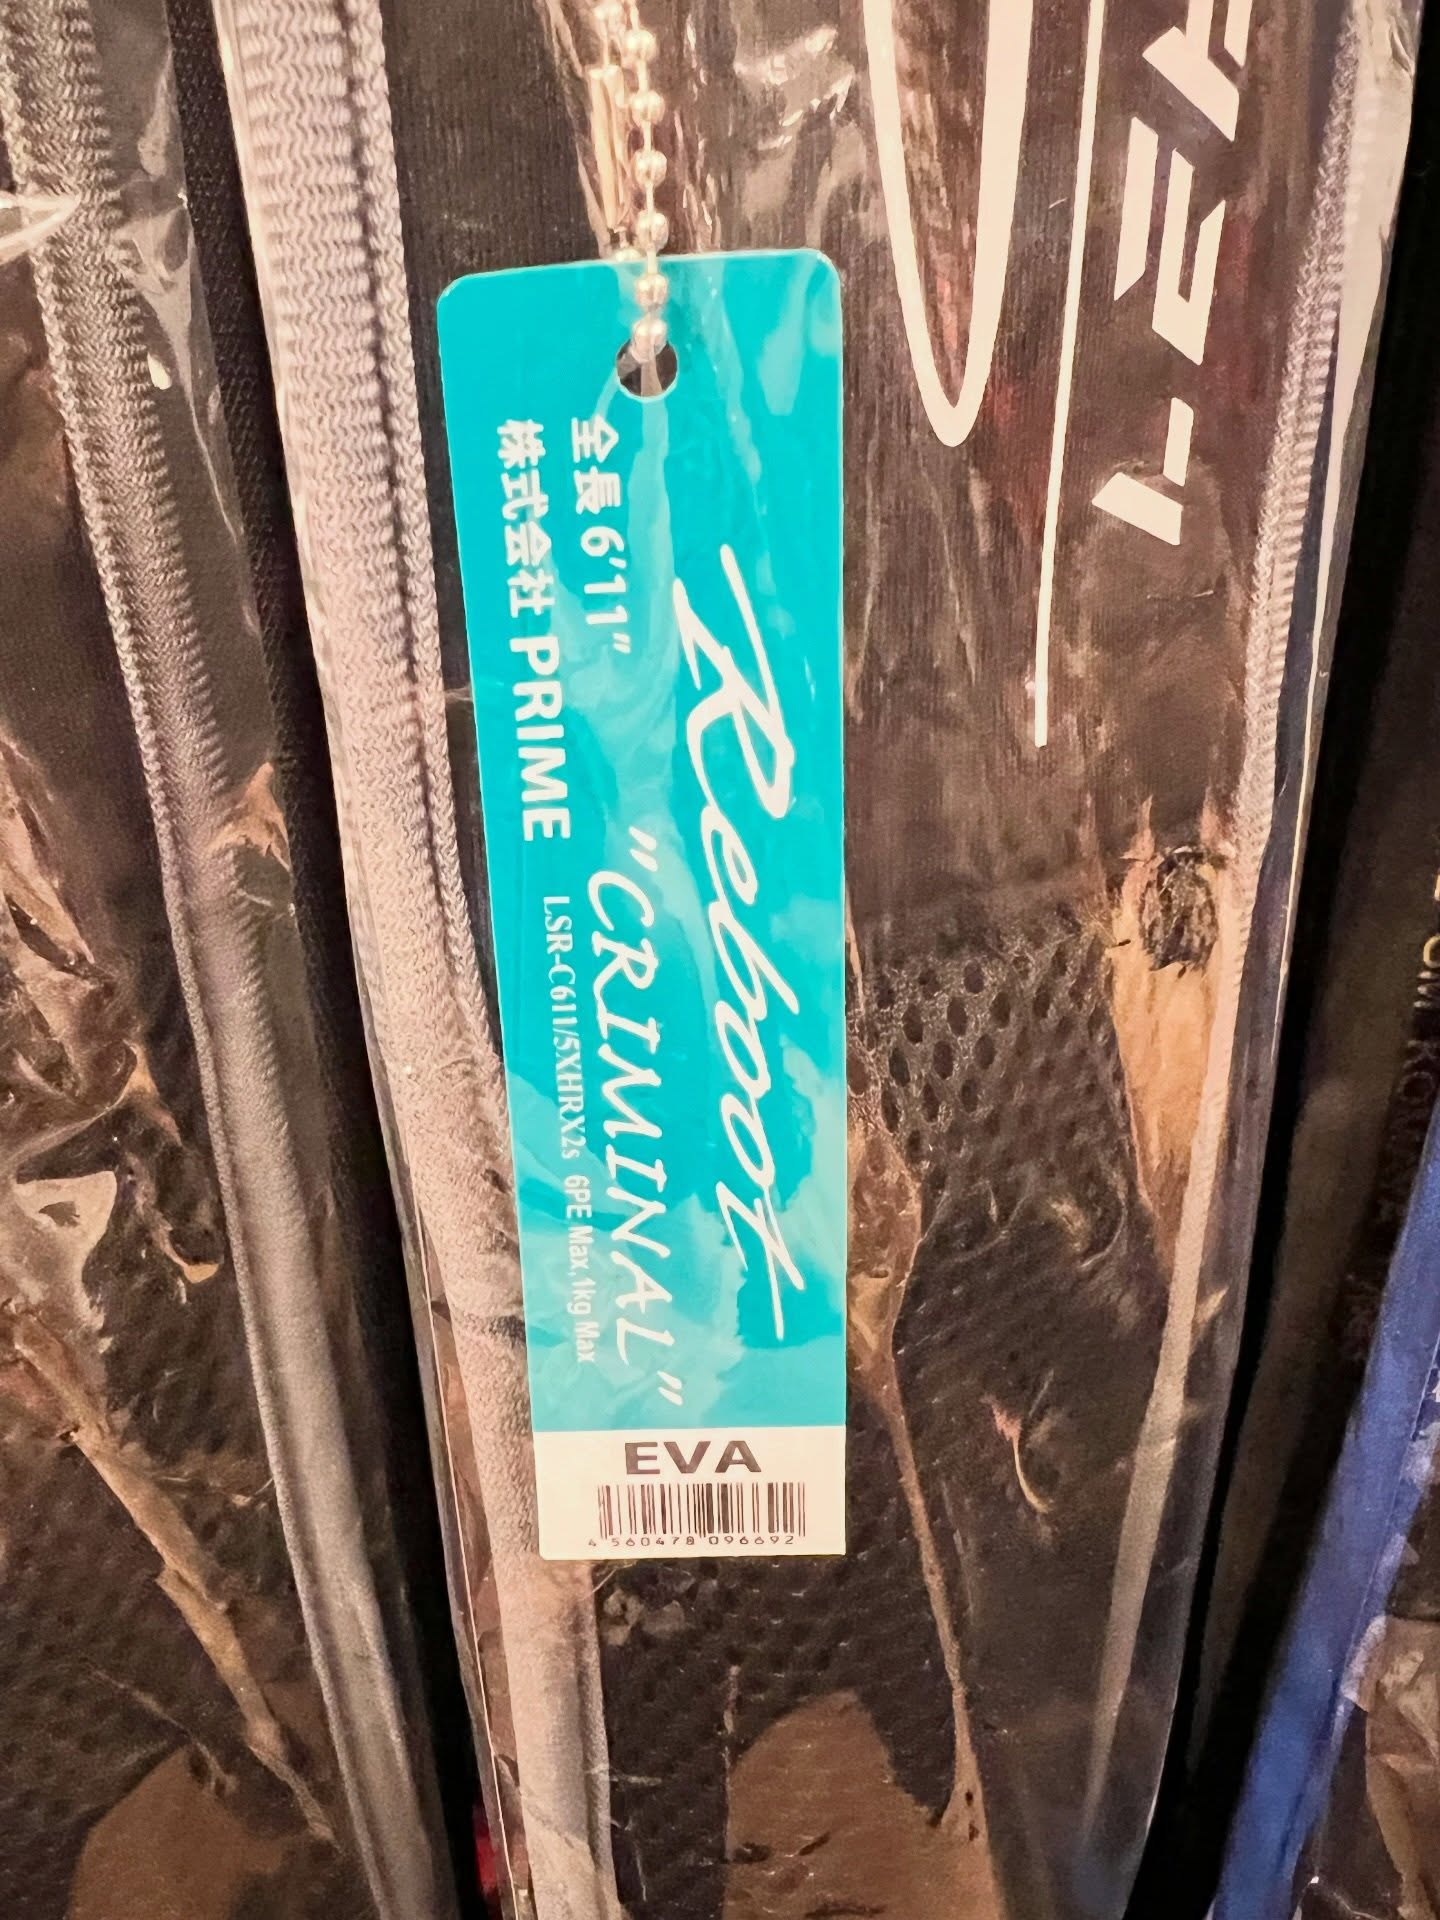 Reboot
"CRIMINAL"
全長 6'11"
LSR-C611/5XHRX2s 6PE Max,1kg Max
株式会社 PRIME
EVA
4 560478 096692